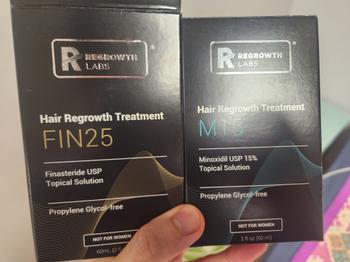 REGROWTH
LABS
Hair Regrowth Treatment
FIN25
Finasteride USP
Topical Solution
Propylene Glycol-free
NOT FOR WOMEN
REGROWTH
LABS
Hair Regrowth Treatment
M15
Minoxidil USP 15%
Topical Solution
Propylene Glycol-free
NOT FOR WOMEN
2 fl oz (60 ml)